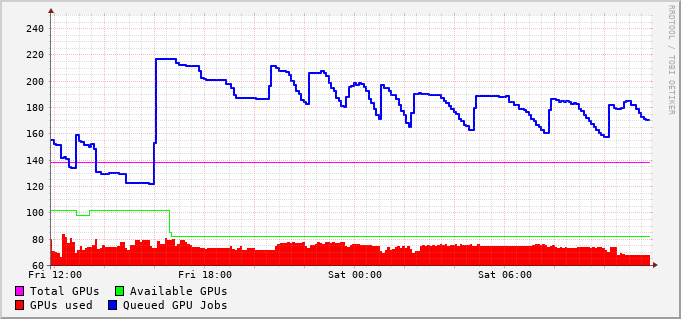 240
220
200
180
160
140
120
100
80
60
Fri 12:00 Fri 18:00 Sat 00:00 Sat 06:00
Total GPUs Available GPUs
GPUs used Queued GPU Jobs
RRDTOOL / TOBI OETIKER